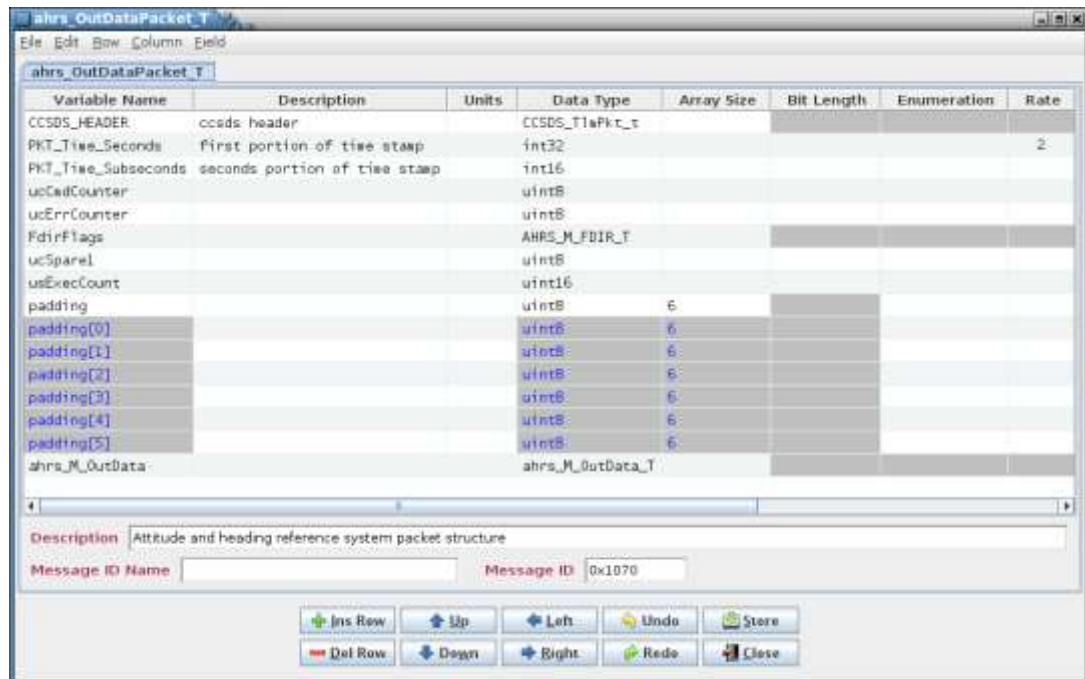 ahrs_OutDataPacket_T
File Edit Row Column Field
ahrs_OutDataPacket_T
Variable Name Description Units Data Type Array Size Bit Length Enumeration Rate
CCSDS_HEADER ccsds header CCSDS_TlmPkt_t
PKT_Time_Seconds first portion of time stamp int32 2
PKT_Time_Subseconds seconds portion of time stamp int16
ucCmdCounter uint8
ucErrCounter uint8
FdirFlags AHRS_M_FDIR_T
ucSpare1 uint8
usExecCount uint16
padding uint8 6
padding[0] uint8 6
padding[1] uint8 6
padding[2] uint8 6
padding[3] uint8 6
padding[4] uint8 6
padding[5] uint8 6
ahrs_M_OutData ahrs_M_OutData_T
Description Attitude and heading reference system packet structure
Message ID Name Message ID 0x1070
Ins Row Up Left Undo Store
Del Row Down Right Redo Close